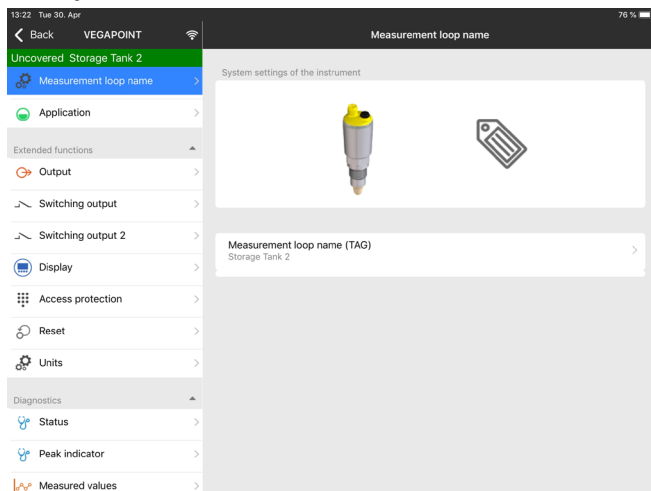 13:22 Tue 30. Apr
76 %
Back
VEGAPOINT
Measurement loop name
Uncovered Storage Tank 2
Measurement loop name
Application
Extended functions
Output
Switching output
Switching output 2
Display
Access protection
Reset
Units
Diagnostics
Status
Peak indicator
Measured values
System settings of the instrument
Measurement loop name (TAG)
Storage Tank 2